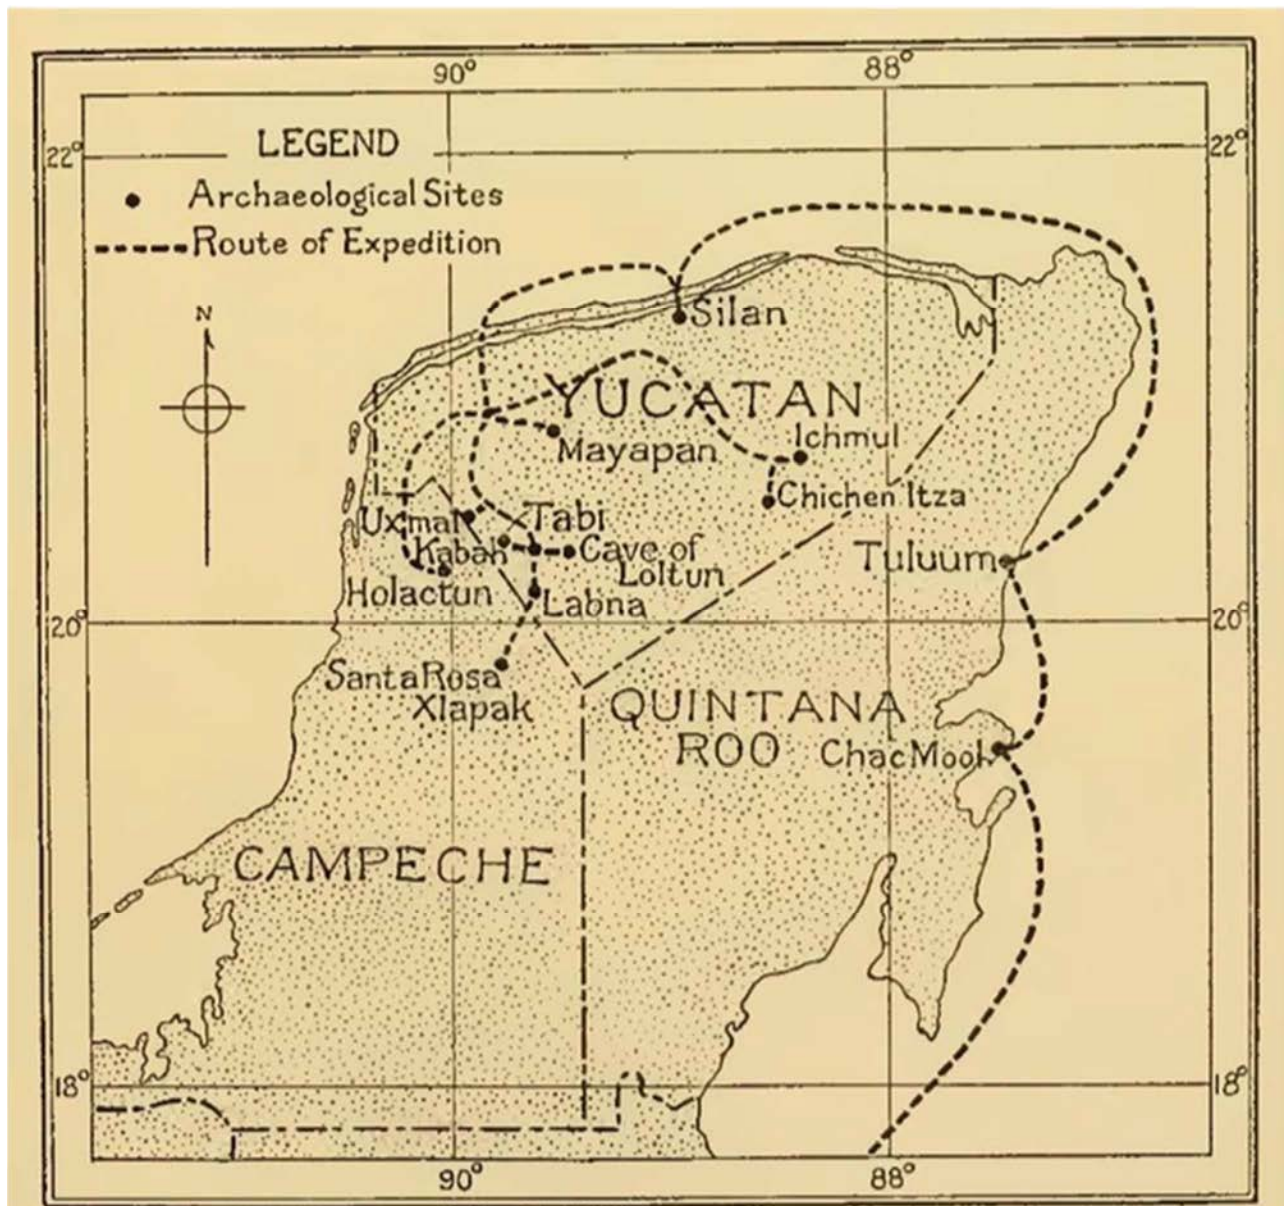 90°
88°
LEGEND
22°
22°
Archaeological Sites
Route of Expedition
N
Silan
YUCATAN
Ichmul
Mayapan
Chichen Itza
Uxmal
Tabi
Kabah
Cave of
Loltun
Tuluum
Holactun
Labna
20°
20°
Santa Rosa
Xlapak
QUINTANA
ROO
Chac Mool
CAMPECHE
18°
18°
90°
88°